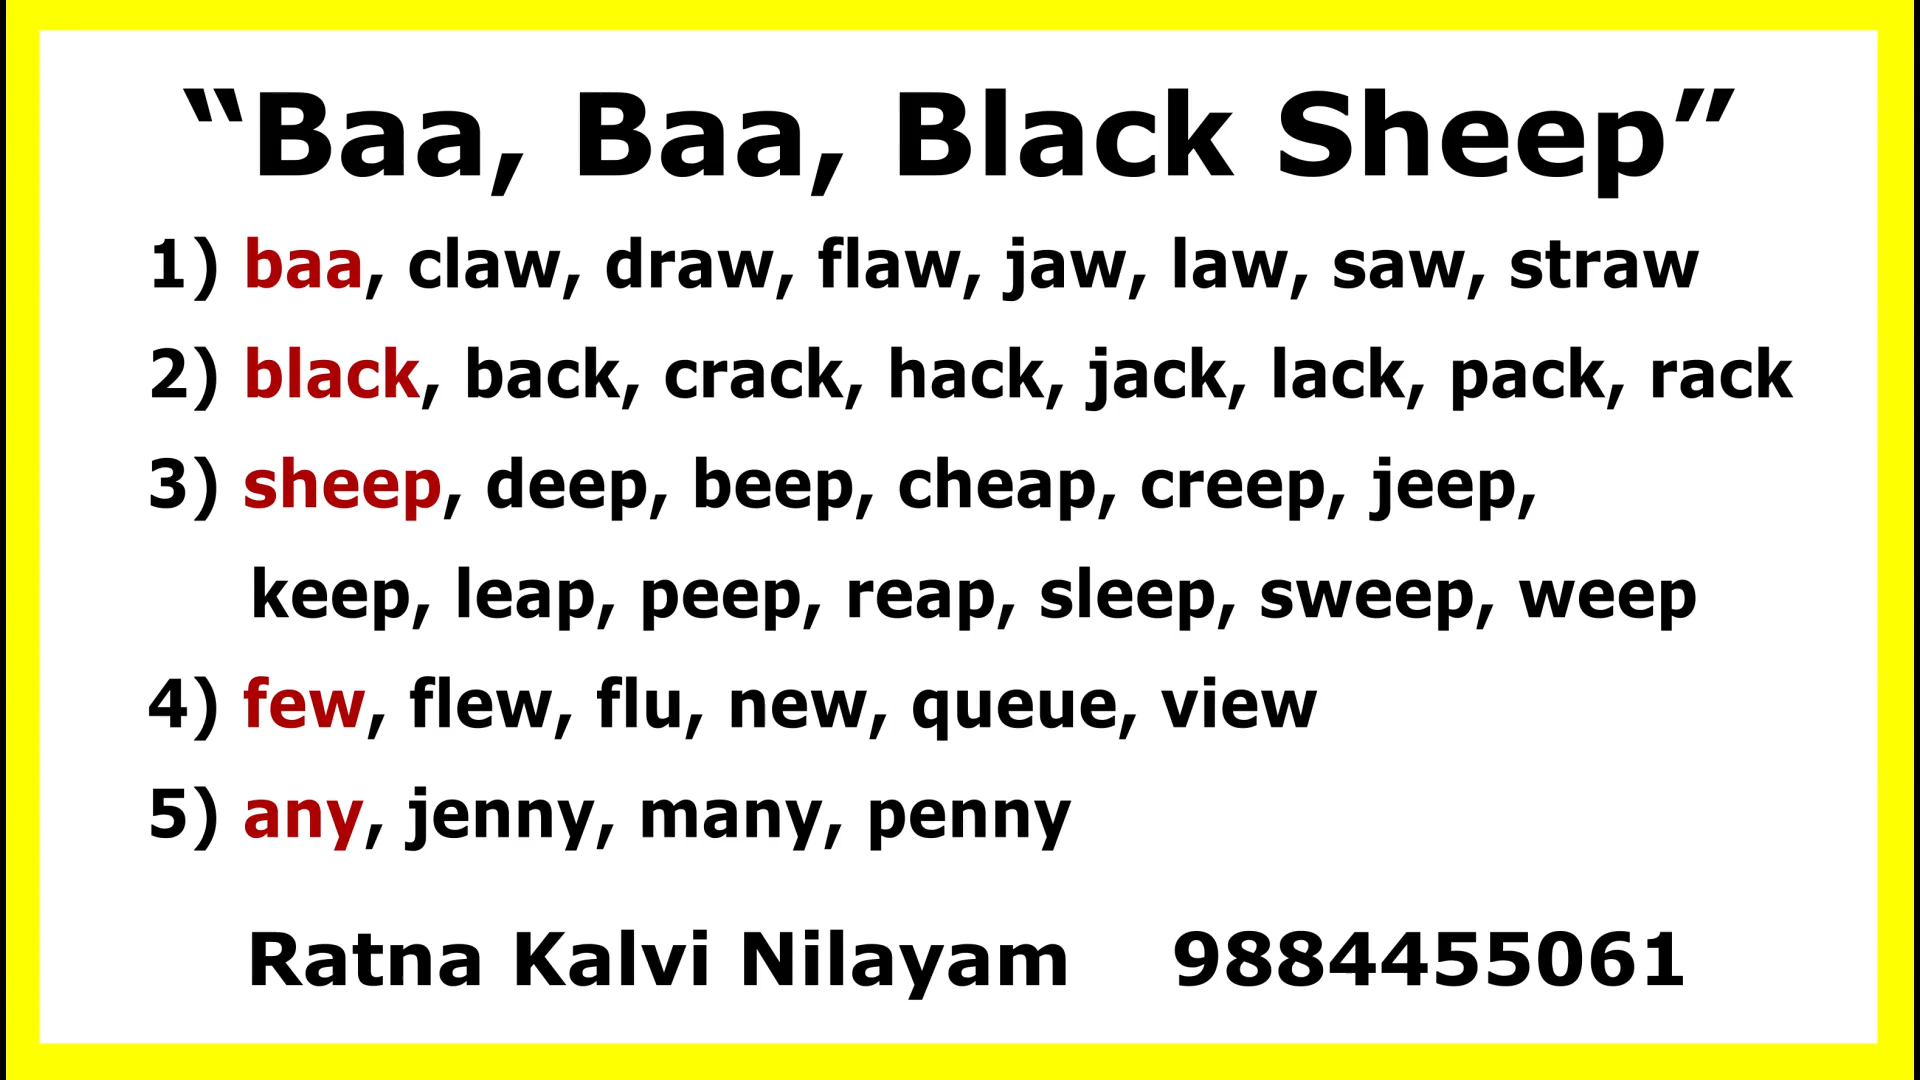 “Baa, Baa, Black Sheep”
1) baa, claw, draw, flaw, jaw, law, saw, straw
2) black, back, crack, hack, jack, lack, pack, rack
3) sheep, deep, beep, cheap, creep, jeep,
keep, leap, peep, reap, sleep, sweep, weep
4) few, flew, flu, new, queue, view
5) any, jenny, many, penny
Ratna Kalvi Nilayam 9884455061